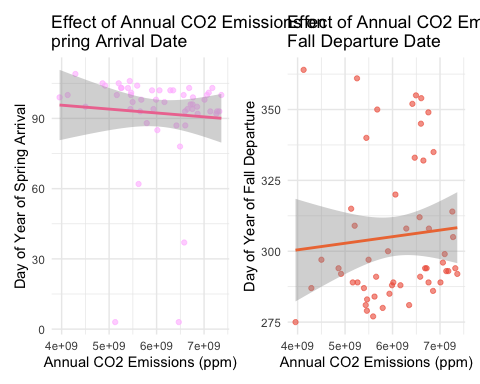 Effect of Annual CO2 Emissions on
pring Arrival Date
Effect of Annual CO2 Em
Fall Departure Date
Day of Year of Spring Arrival
90
60
30
0
4e+09 5e+09 6e+09 7e+09
Annual CO2 Emissions (ppm)
Day of Year of Fall Departure
350
325
300
275
4e+09 5e+09 6e+09 7e+09
Annual CO2 Emissions (ppm)